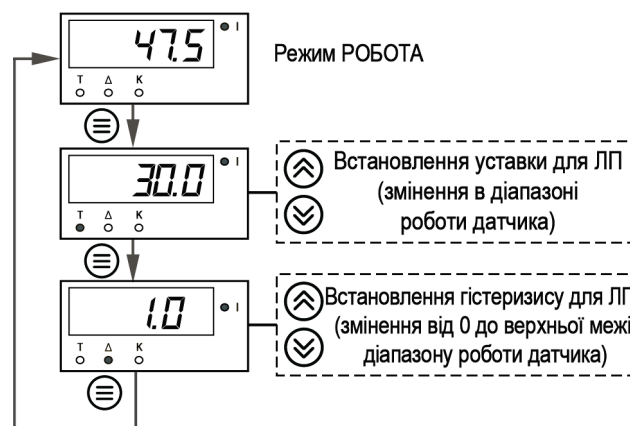 47.5
I
T Δ K
Режим РОБОТА
30.0
I
T Δ K
Встановлення уставки для ЛП
(змінення в діапазоні
роботи датчика)
1.0
I
T Δ K
Встановлення гістеризису для ЛП
(змінення від 0 до верхньої межі
діапазону роботи датчика)